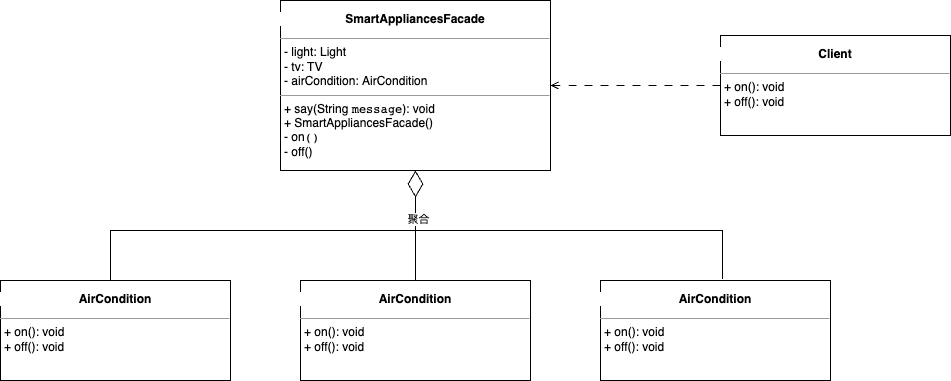 SmartAppliancesFacade
- light: Light
- tv: TV
- airCondition: AirCondition
+ say(String message): void
+ SmartAppliancesFacade()
- on()
- off()
Client
+ on(): void
+ off(): void
聚合
AirCondition
+ on(): void
+ off(): void
AirCondition
+ on(): void
+ off(): void
AirCondition
+ on(): void
+ off(): void